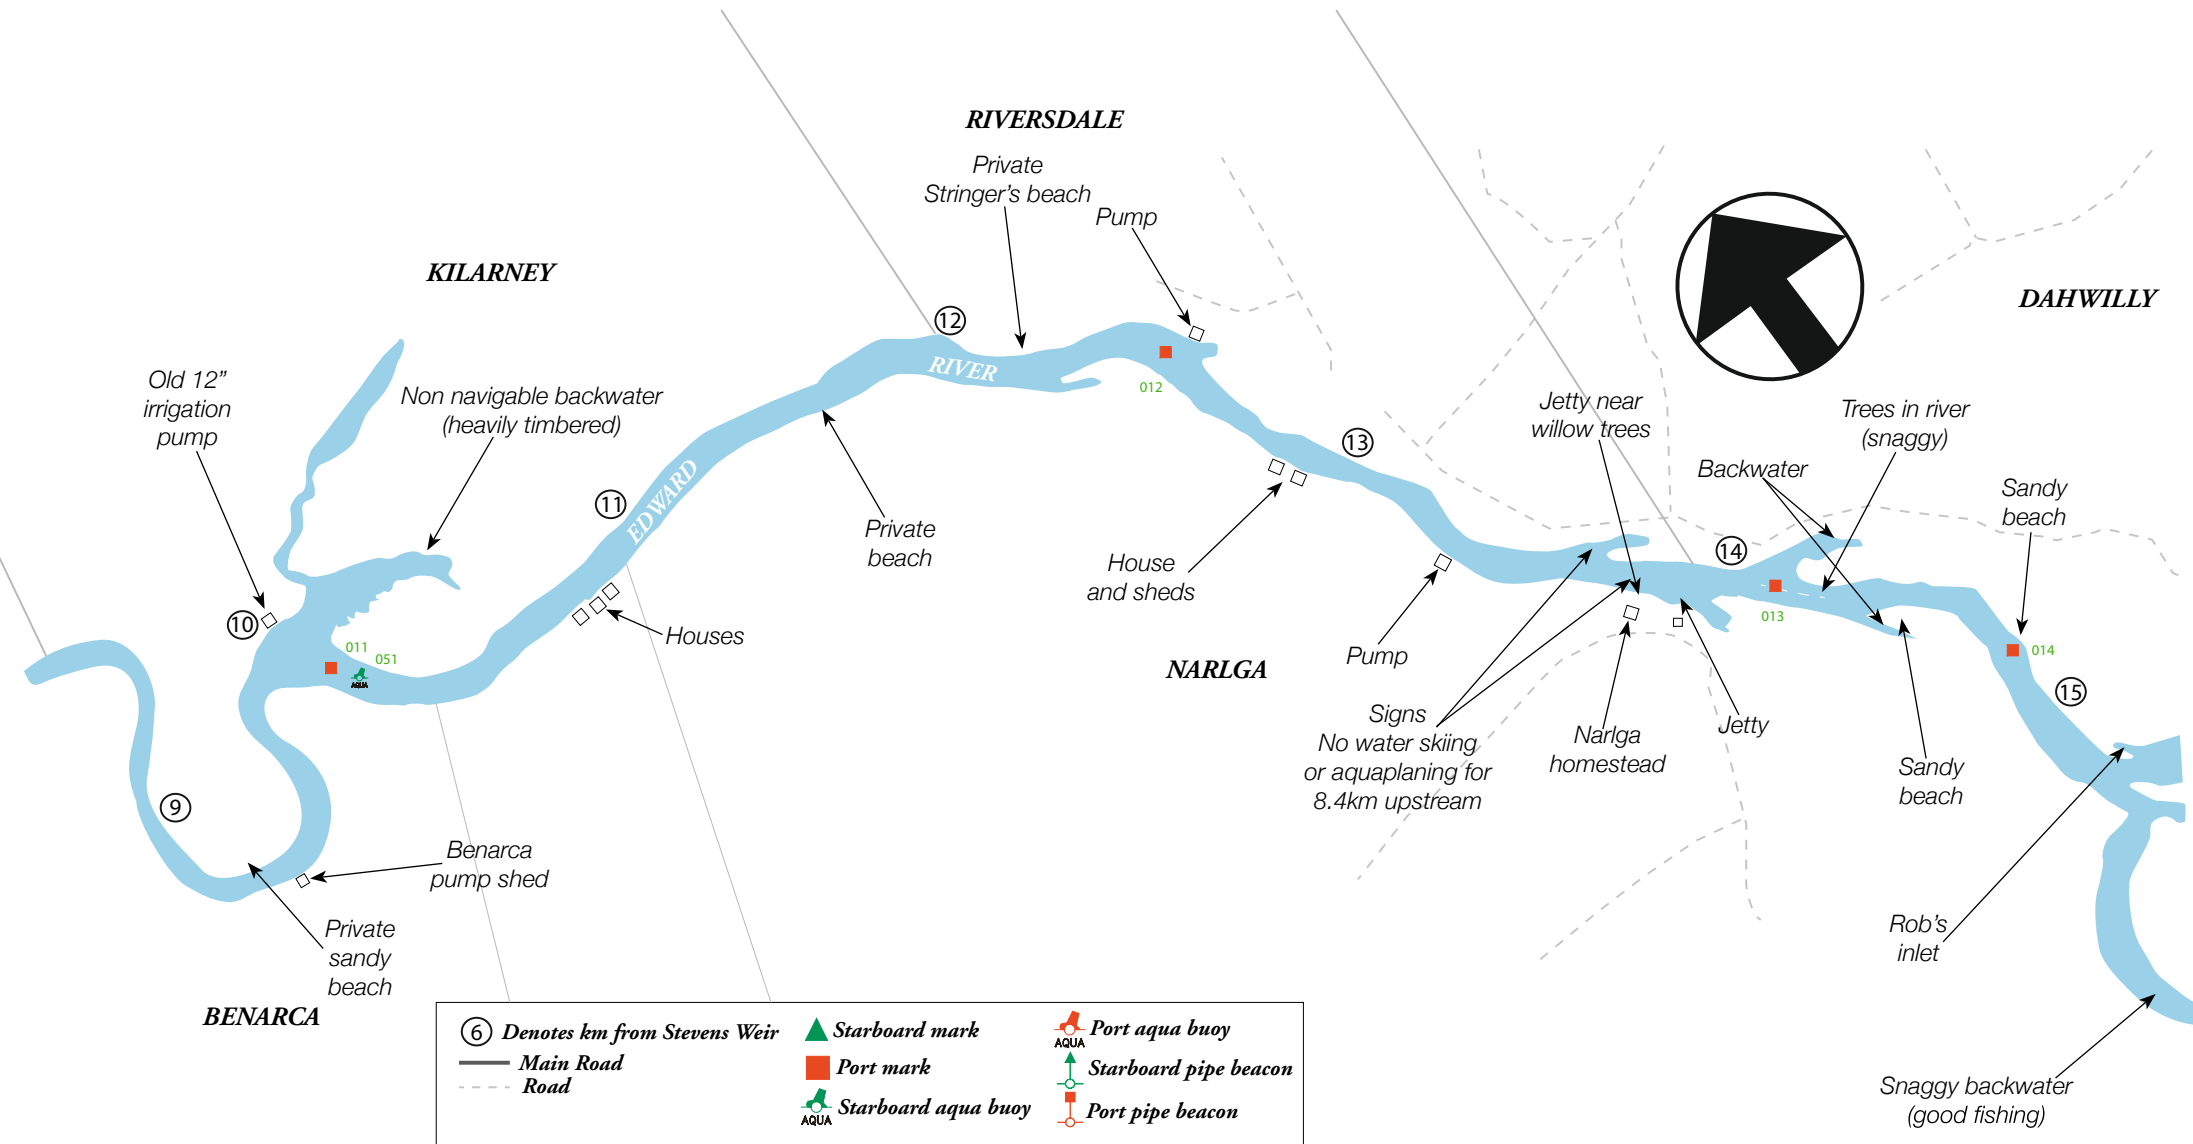 RIVERSDALE
Private
Stringer's beach
Pump
KILARNEY
DAHWILLY
12
Old 12”
irrigation
pump
Non navigable backwater
(heavily timbered)
RIVER
012
Jetty near
willow trees
Trees in river
(snaggy)
13
Backwater
Sandy
beach
11
EDWARD
Private
beach
House
and sheds
14
10
Houses
011
051
AQUA
013
014
NARLGA
Pump
15
Signs
No water skiing
or aquaplaning for
8.4km upstream
Narlga
homestead
Jetty
Sandy
beach
9
Benarca
pump shed
Private
sandy
beach
Rob's
inlet
BENARCA
Snaggy backwater
(good fishing)
6 Denotes km from Stevens Weir
Main Road
Road
Starboard mark
Port mark
AQUA Starboard aqua buoy
AQUA Port aqua buoy
Starboard pipe beacon
Port pipe beacon